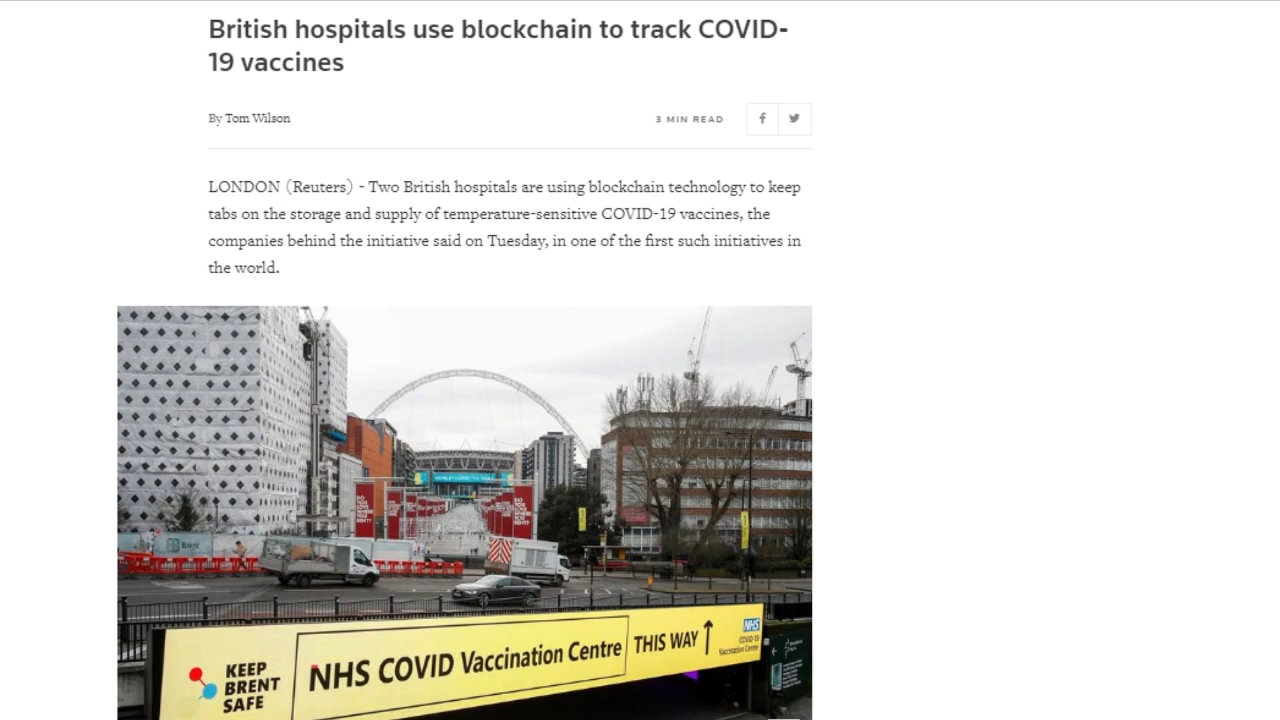 British hospitals use blockchain to track COVID-
19 vaccines
By Tom Wilson
3 MIN READ
LONDON (Reuters) - Two British hospitals are using blockchain technology to keep
tabs on the storage and supply of temperature-sensitive COVID-19 vaccines, the
companies behind the initiative said on Tuesday, in one of the first such initiatives in
the world.
KEEP
BRENT
SAFE
NHS COVID Vaccination Centre
THIS WAY
NHS
COVID-19
Vaccination Centre